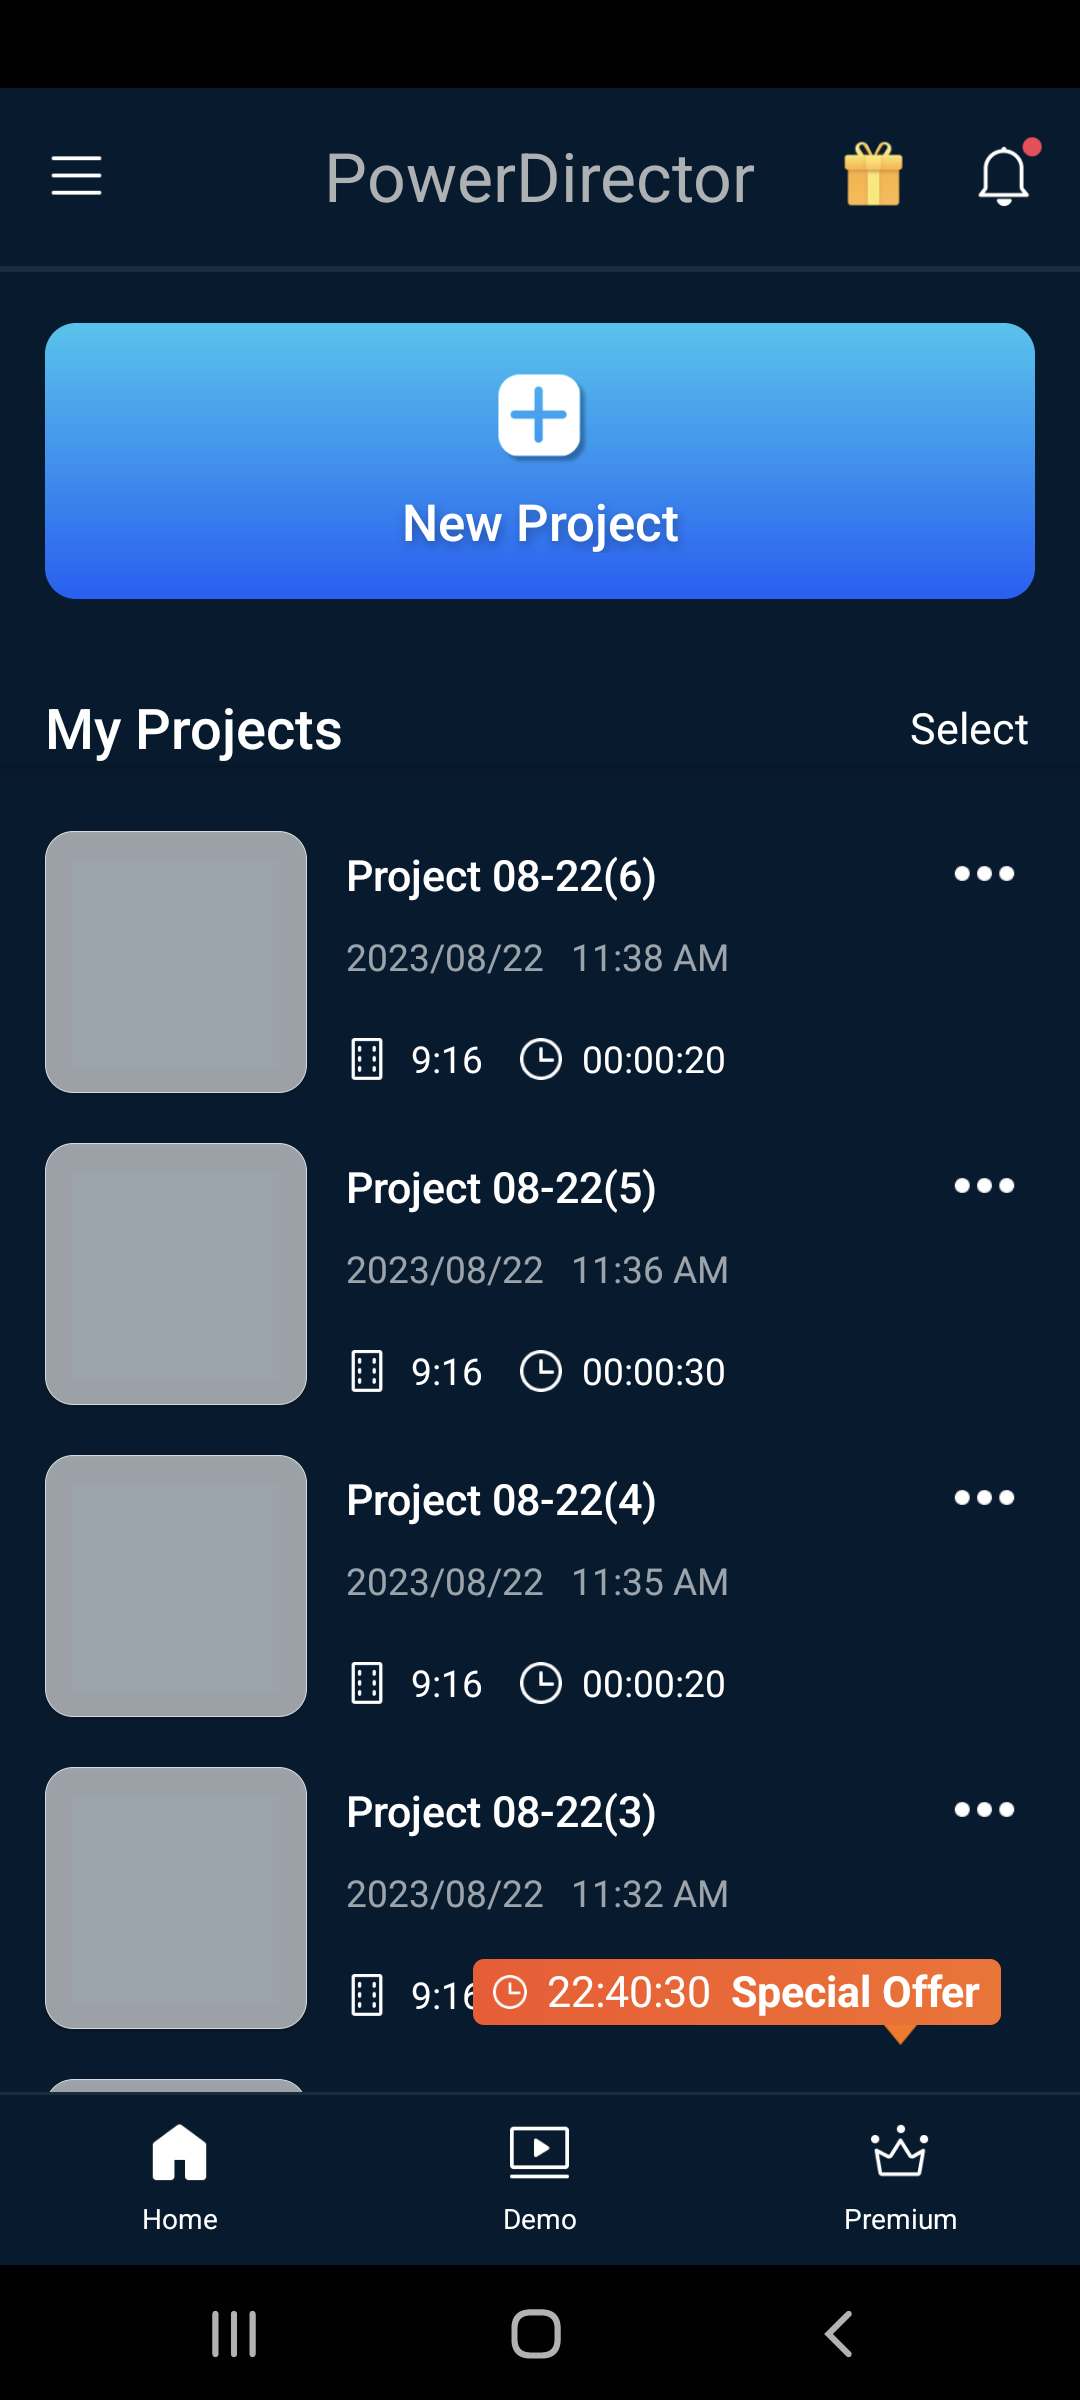 PowerDirector
New Project
My Projects
Select
Project 08-22(6)
2023/08/22 11:38 AM
9:16 00:00:20
Project 08-22(5)
2023/08/22 11:36 AM
9:16 00:00:30
Project 08-22(4)
2023/08/22 11:35 AM
9:16 00:00:20
Project 08-22(3)
2023/08/22 11:32 AM
9:16
22:40:30 Special Offer
Home
Demo
Premium